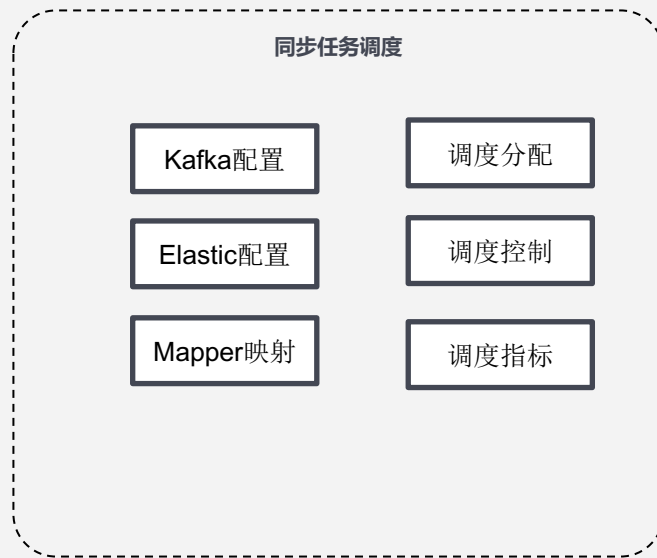 同步任务调度
Kafka配置
调度分配
Elastic配置
调度控制
Mapper映射
调度指标